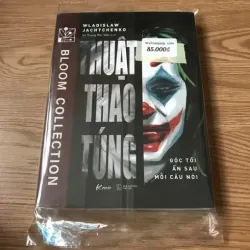 BLOOM COLLECTION
WLADISLAW
JACHTCHENKO
85.000₫
THUẬT
THAO
TÚNG
GÓC TỐI
ẨN SAU
MỖI CÂU NÓI